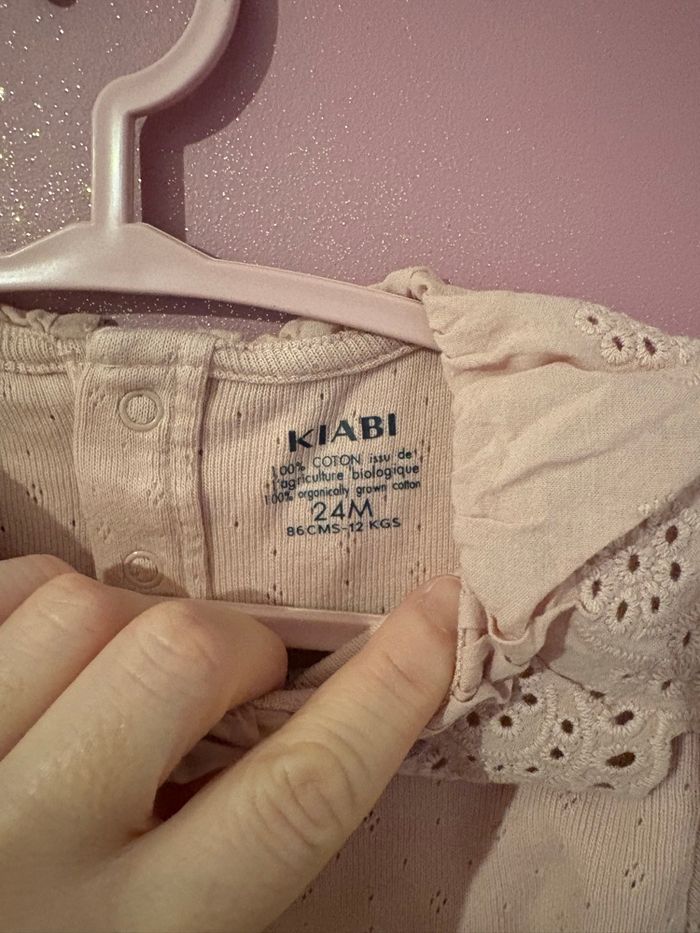 KIABI
100% COTON issu de
l'agriculture biologique
100% organically grown cotton
24M
86CMS-12 KGS